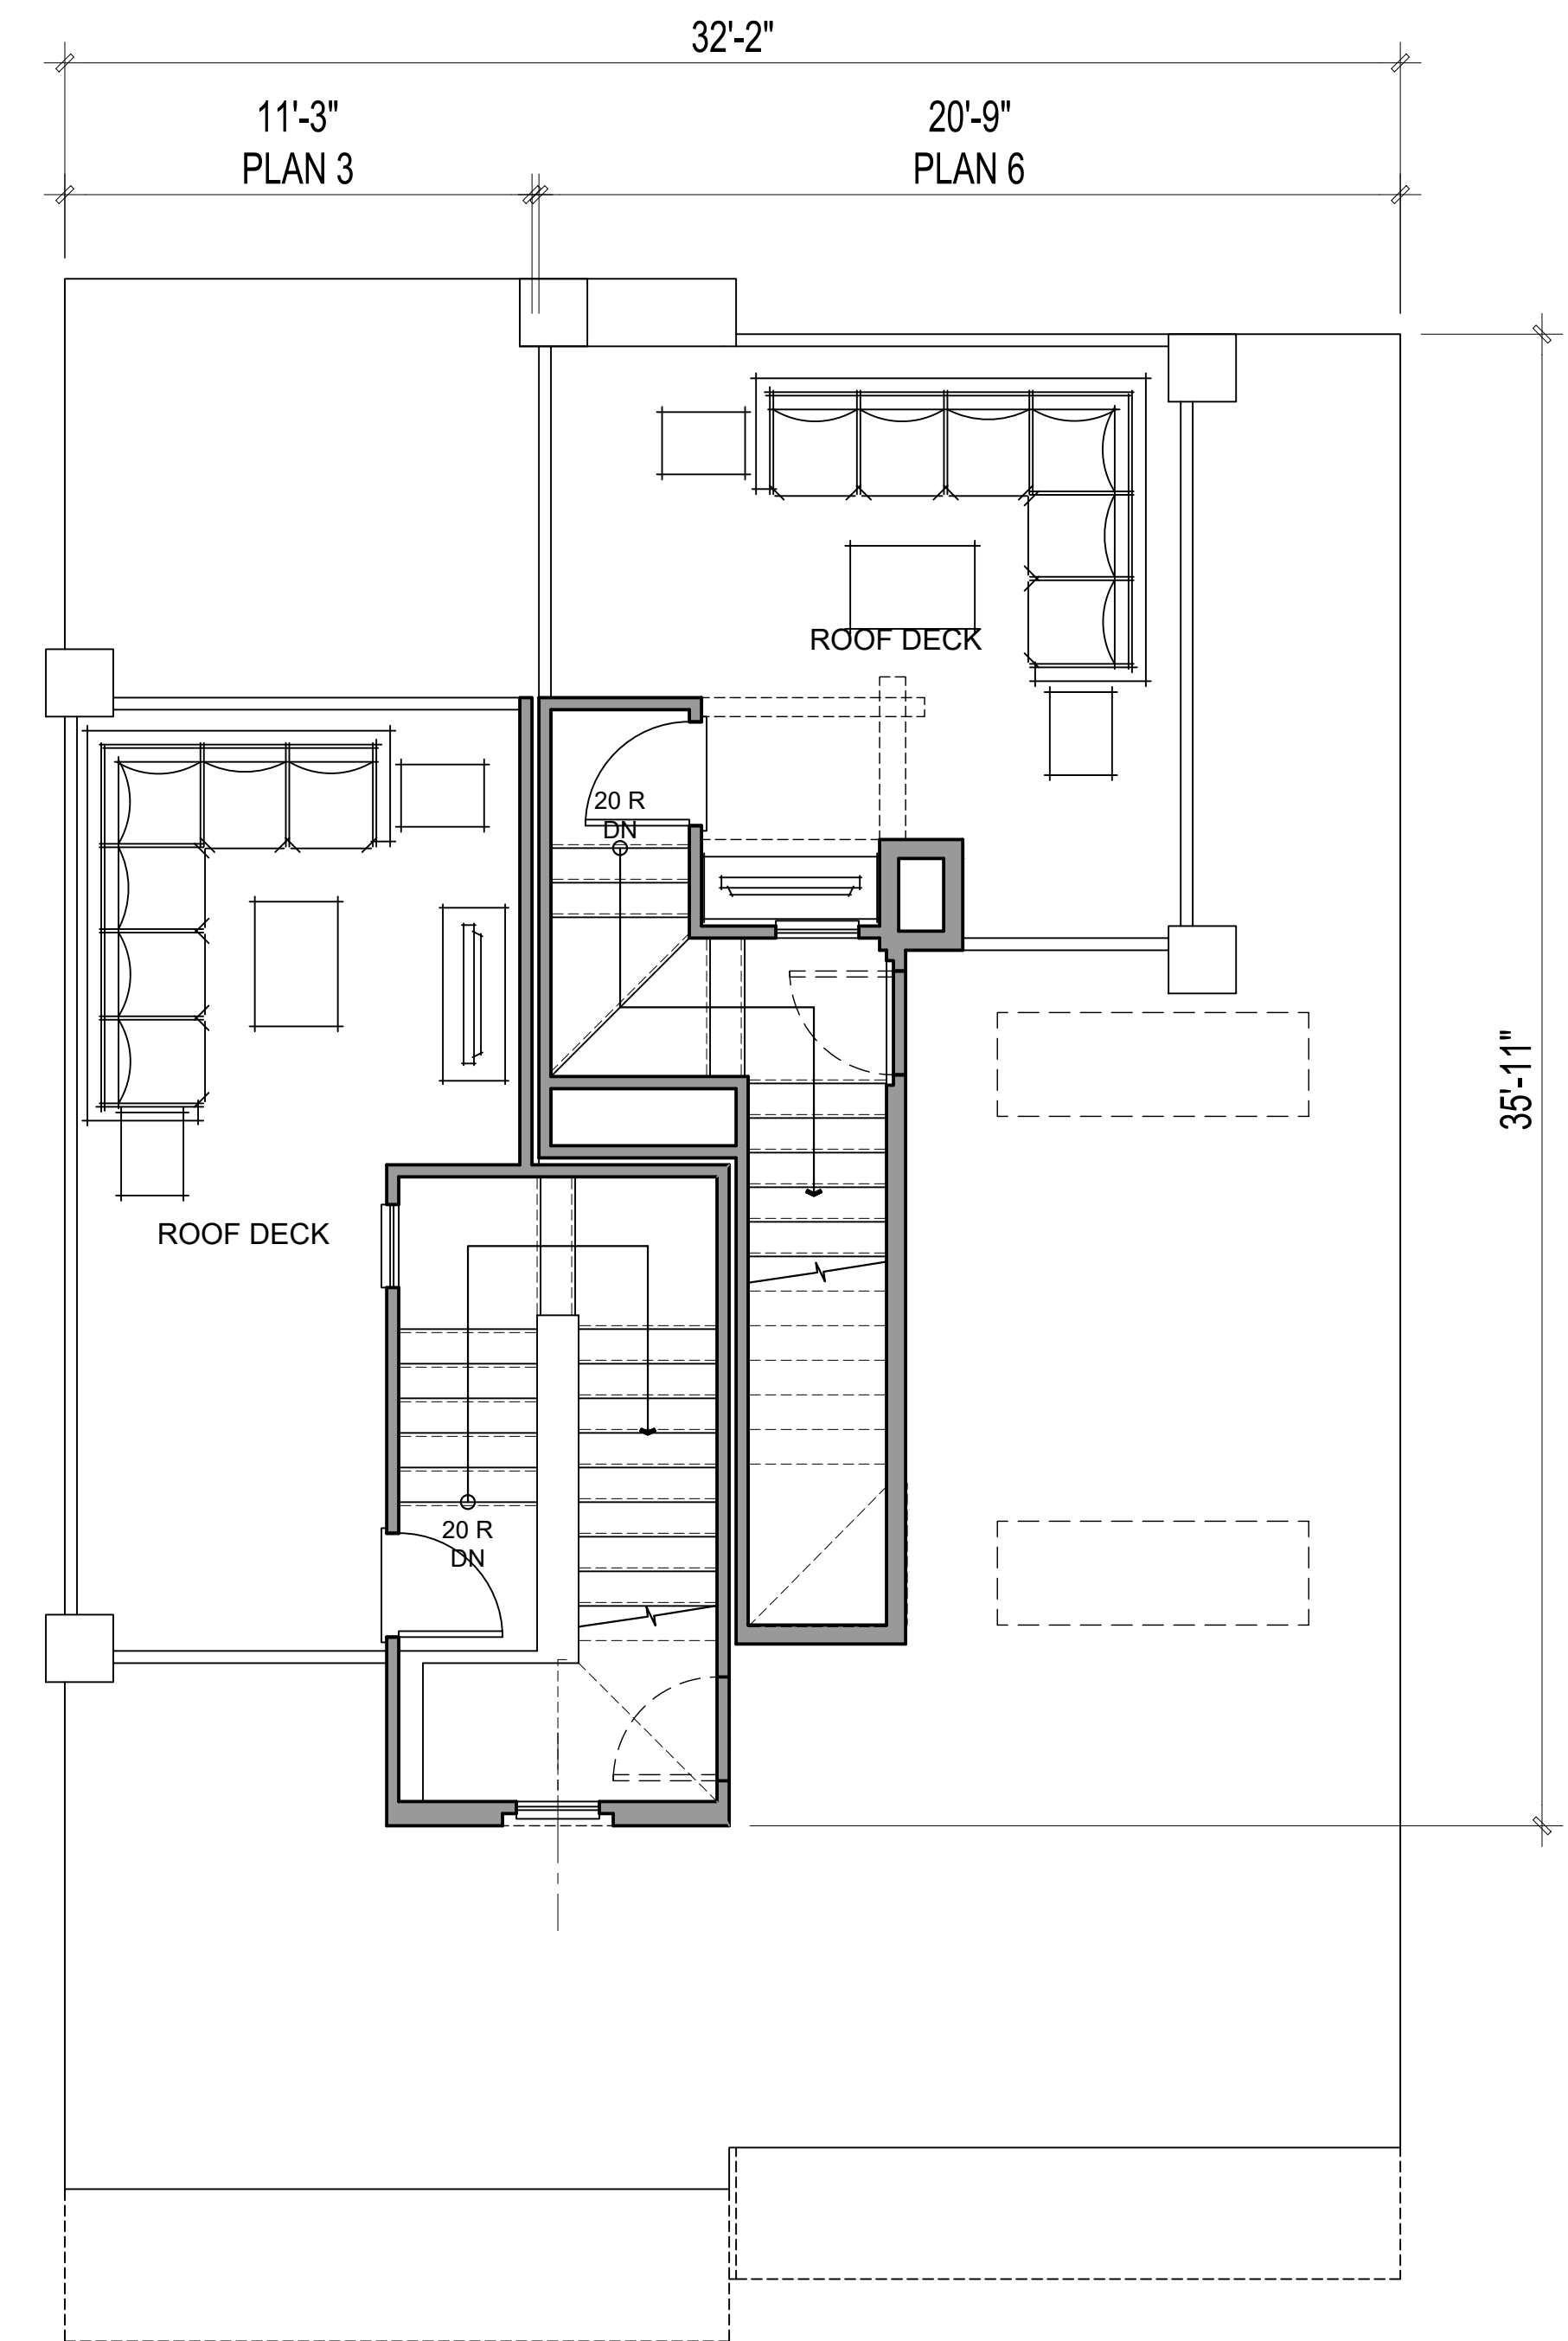 32'-2"
11'-3"
PLAN 3
20'-9"
PLAN 6
ROOF DECK
20 R
DN
35'-11"
ROOF DECK
20 R
DN